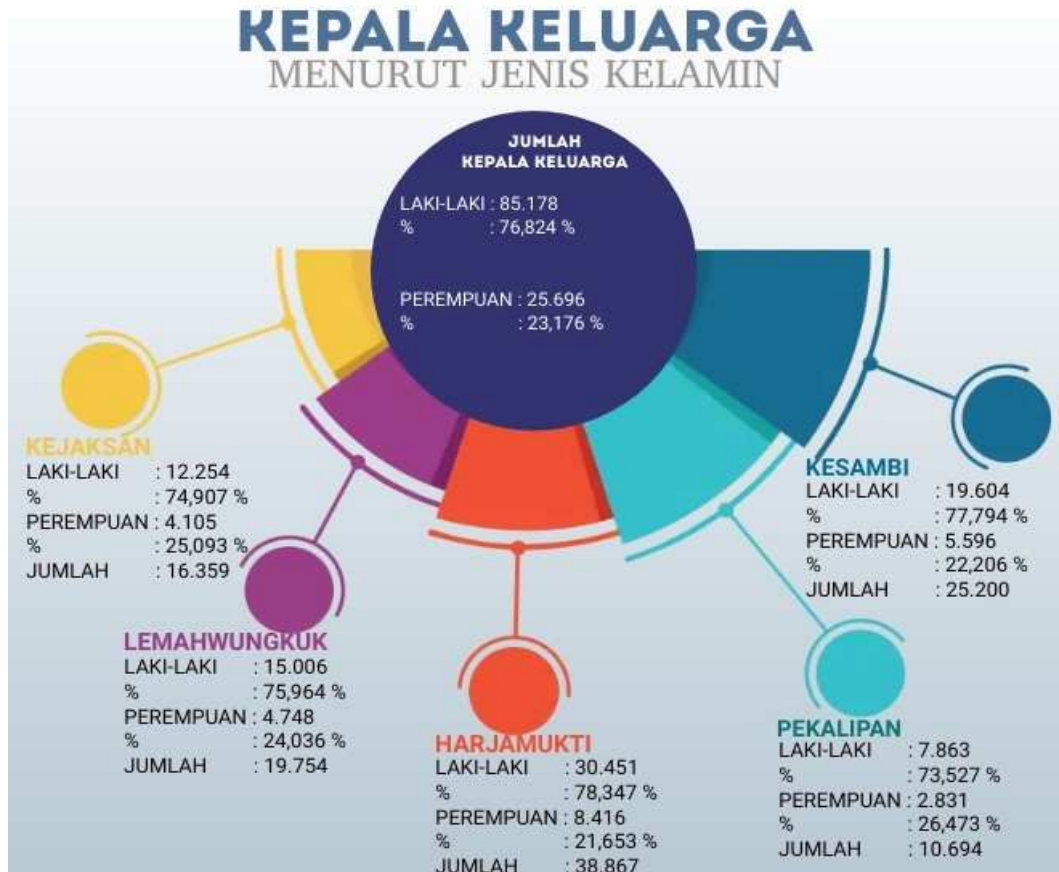 KEPALA KELUARGA
MENURUT JENIS KELAMIN
JUMLAH
KEPALA KELUARGA
LAKI-LAKI : 85.178
% : 76,824 %
PEREMPUAN : 25.696
% : 23,176 %
KEJAKSAN
LAKI-LAKI : 12.254
% : 74,907 %
PEREMPUAN : 4.105
% : 25,093 %
JUMLAH : 16.359
LEMAHWUNGKUK
LAKI-LAKI : 15.006
% : 75,964 %
PEREMPUAN : 4.748
% : 24,036 %
JUMLAH : 19.754
HARJAMUKTI
LAKI-LAKI : 30.451
% : 78,347 %
PEREMPUAN : 8.416
% : 21,653 %
JUMLAH : 38.867
PEKALIPAN
LAKI-LAKI : 7.863
% : 73,527 %
PEREMPUAN : 2.831
% : 26,473 %
JUMLAH : 10.694
KESAMBI
LAKI-LAKI : 19.604
% : 77,794 %
PEREMPUAN : 5.596
% : 22,206 %
JUMLAH : 25.200